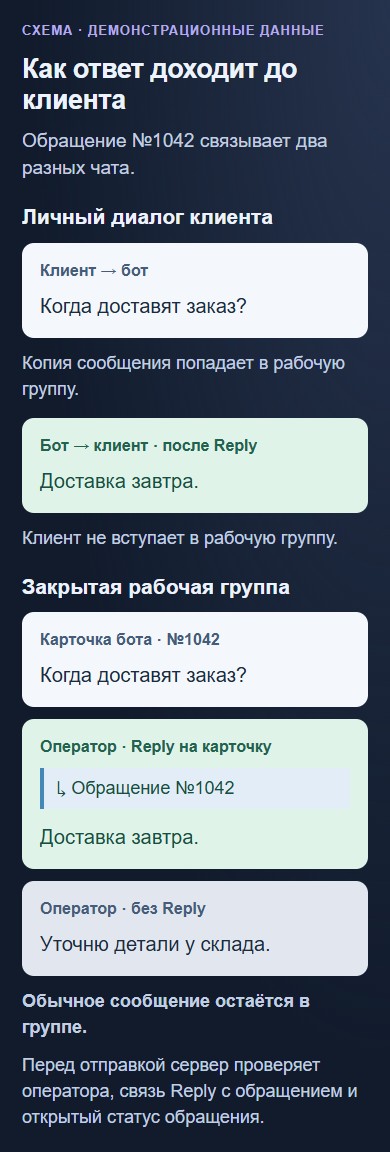 СХЕМА · ДЕМОНСТРАЦИОННЫЕ ДАННЫЕ
Как ответ доходит до
клиента
Обращение №1042 связывает два
разных чата.
Личный диалог клиента
Клиент → бот
Когда доставят заказ?
Копия сообщения попадает в рабочую
группу.
Бот → клиент · после Reply
Доставка завтра.
Клиент не вступает в рабочую группу.
Закрытая рабочая группа
Карточка бота · №1042
Когда доставят заказ?
Оператор · Reply на карточку
↳ Обращение №1042
Доставка завтра.
Оператор · без Reply
Уточню детали у склада.
Обычное сообщение остаётся в
группе.
Перед отправкой сервер проверяет
оператора, связь Reply с обращением и
открытый статус обращения.